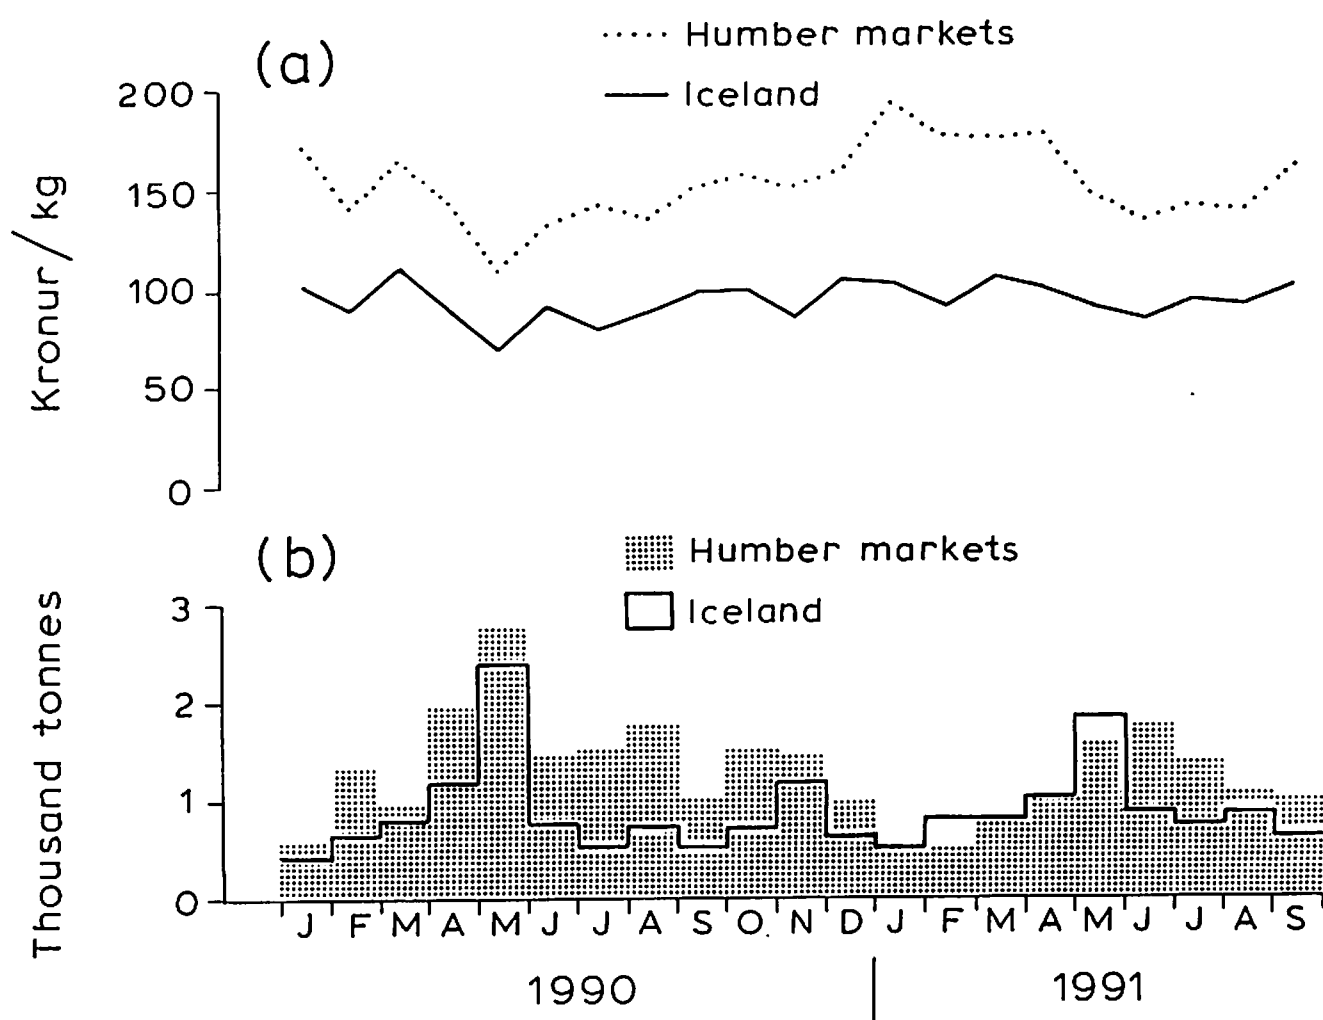 (a)
Humber markets
Iceland
Kronur/kg
200
150
100
50
0
(b)
Humber markets
Iceland
Thousand tonnes
3
2
1
0
J F M A M J J A S O N D J F M A M J J A S
1990 1991